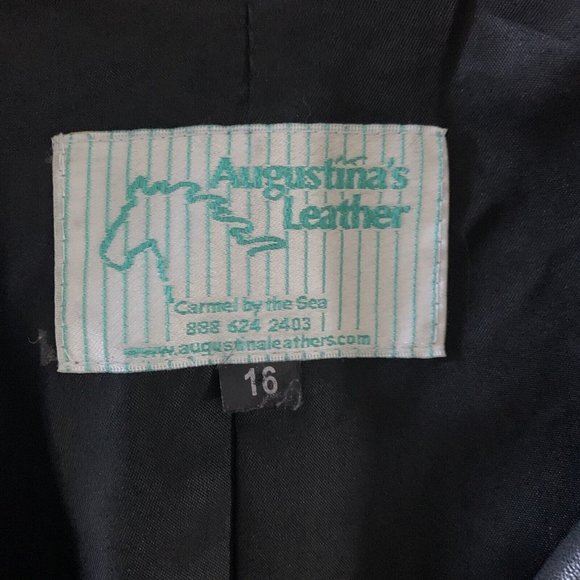 Augustina's
Leather
Carmel by the Sea
888 624 2403
www.augustinaleathers.com
16